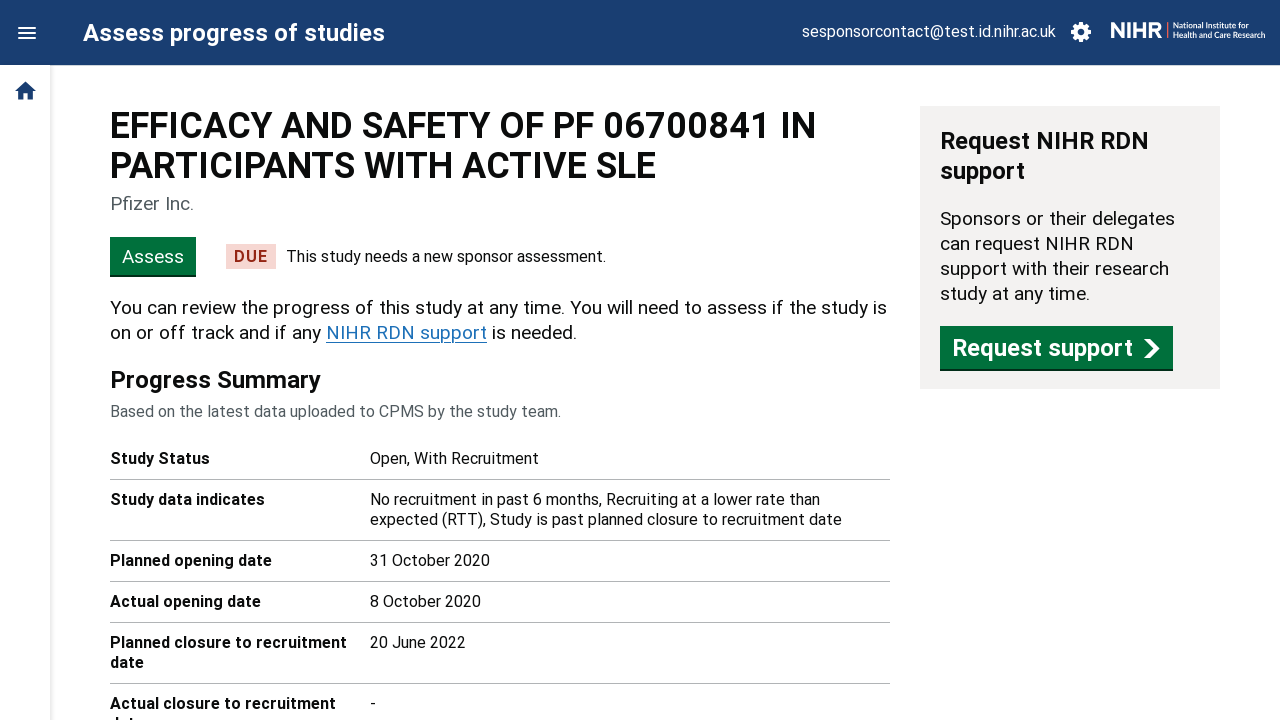 Assess progress of studies
sesponsorcontact@test.id.nihr.ac.uk
NIHR
National Institute for
Health and Care Research
EFFICACY AND SAFETY OF PF 06700841 IN
PARTICIPANTS WITH ACTIVE SLE
Pfizer Inc.
Assess
DUE
This study needs a new sponsor assessment.
You can review the progress of this study at any time. You will need to assess if the study is
on or off track and if any NIHR RDN support is needed.
Progress Summary
Based on the latest data uploaded to CPMS by the study team.
Study Status
Open, With Recruitment
Study data indicates
No recruitment in past 6 months, Recruiting at a lower rate than
expected (RTT), Study is past planned closure to recruitment date
Planned opening date
31 October 2020
Actual opening date
8 October 2020
Planned closure to recruitment
date
20 June 2022
Actual closure to recruitment
-
Request NIHR RDN
support
Sponsors or their delegates
can request NIHR RDN
support with their research
study at any time.
Request support